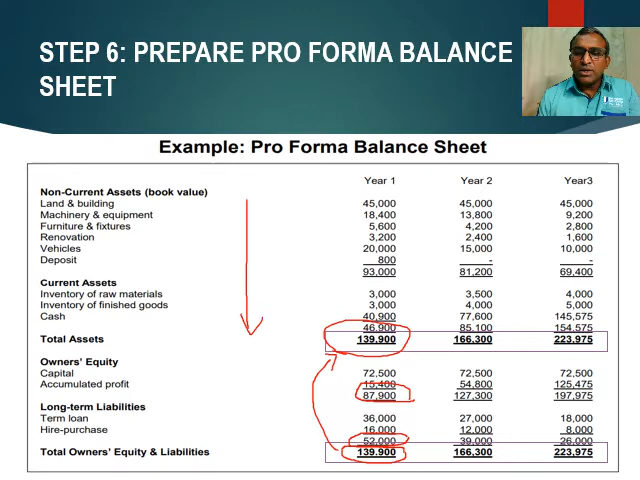 STEP 6: PREPARE PRO FORMA BALANCE
SHEET
Example: Pro Forma Balance Sheet
Year 1 Year 2 Year3
Non-Current Assets (book value)
Land & building 45,000 45,000 45,000
Machinery & equipment 18,400 13,800 9,200
Furniture & fixtures 5,600 4,200 2,800
Renovation 3,200 2,400 1,600
Vehicles 20,000 15,000 10,000
Deposit 800 - -
93,000 81,200 69,400
Current Assets
Inventory of raw materials 3,000 3,500 4,000
Inventory of finished goods 3,000 4,000 5,000
Cash 40,900 77,600 145,575
46,900 85,100 154,575
Total Assets 139,900 166,300 223,975
Owners' Equity
Capital 72,500 72,500 72,500
Accumulated profit 15,400 54,800 125,475
87,900 127,300 197,975
Long-term Liabilities
Term loan 36,000 27,000 18,000
Hire-purchase 16,000 12,000 8,000
52,000 39,000 26,000
Total Owners' Equity & Liabilities 139,900 166,300 223,975